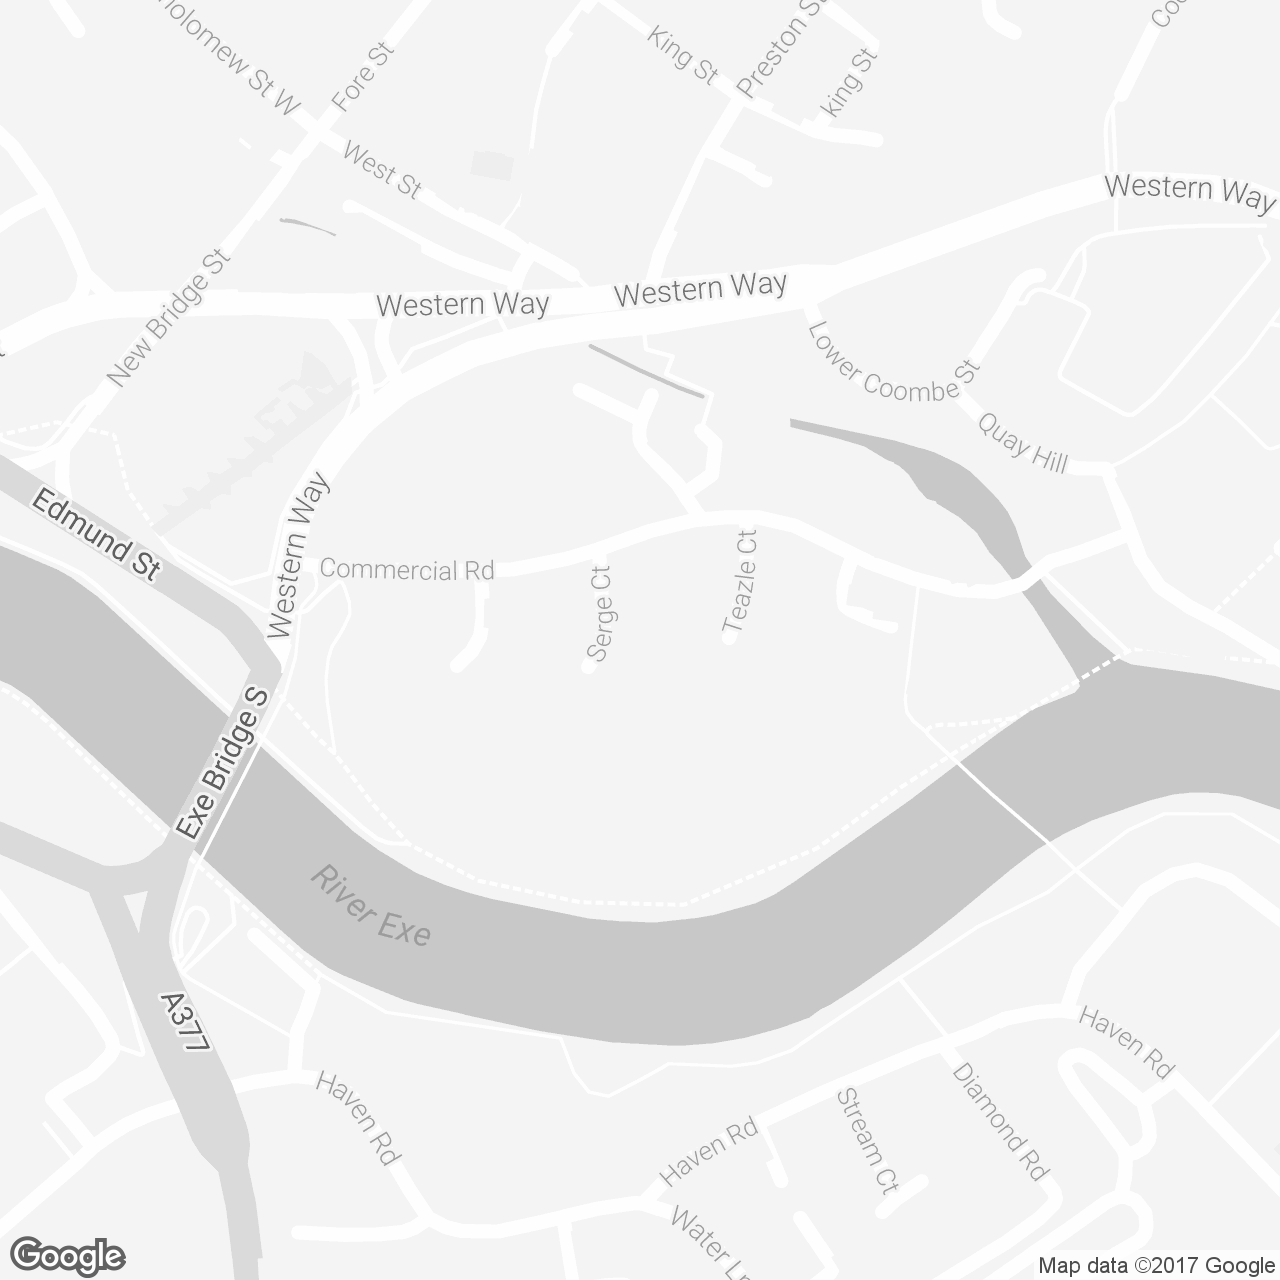 King St
Preston St
King St
Fore St
West St
Western Way
Western Way
Western Way
New Bridge St
Lower Coombe St
Quay Hill
Edmund St
Western Way
Commercial Rd
Serge Ct
Teazle Ct
Exe Bridge S
River Exe
A377
Haven Rd
Haven Rd
Haven Rd
Diamond Rd
Stream Ct
Water Ln
Google
Map data ©2017 Google